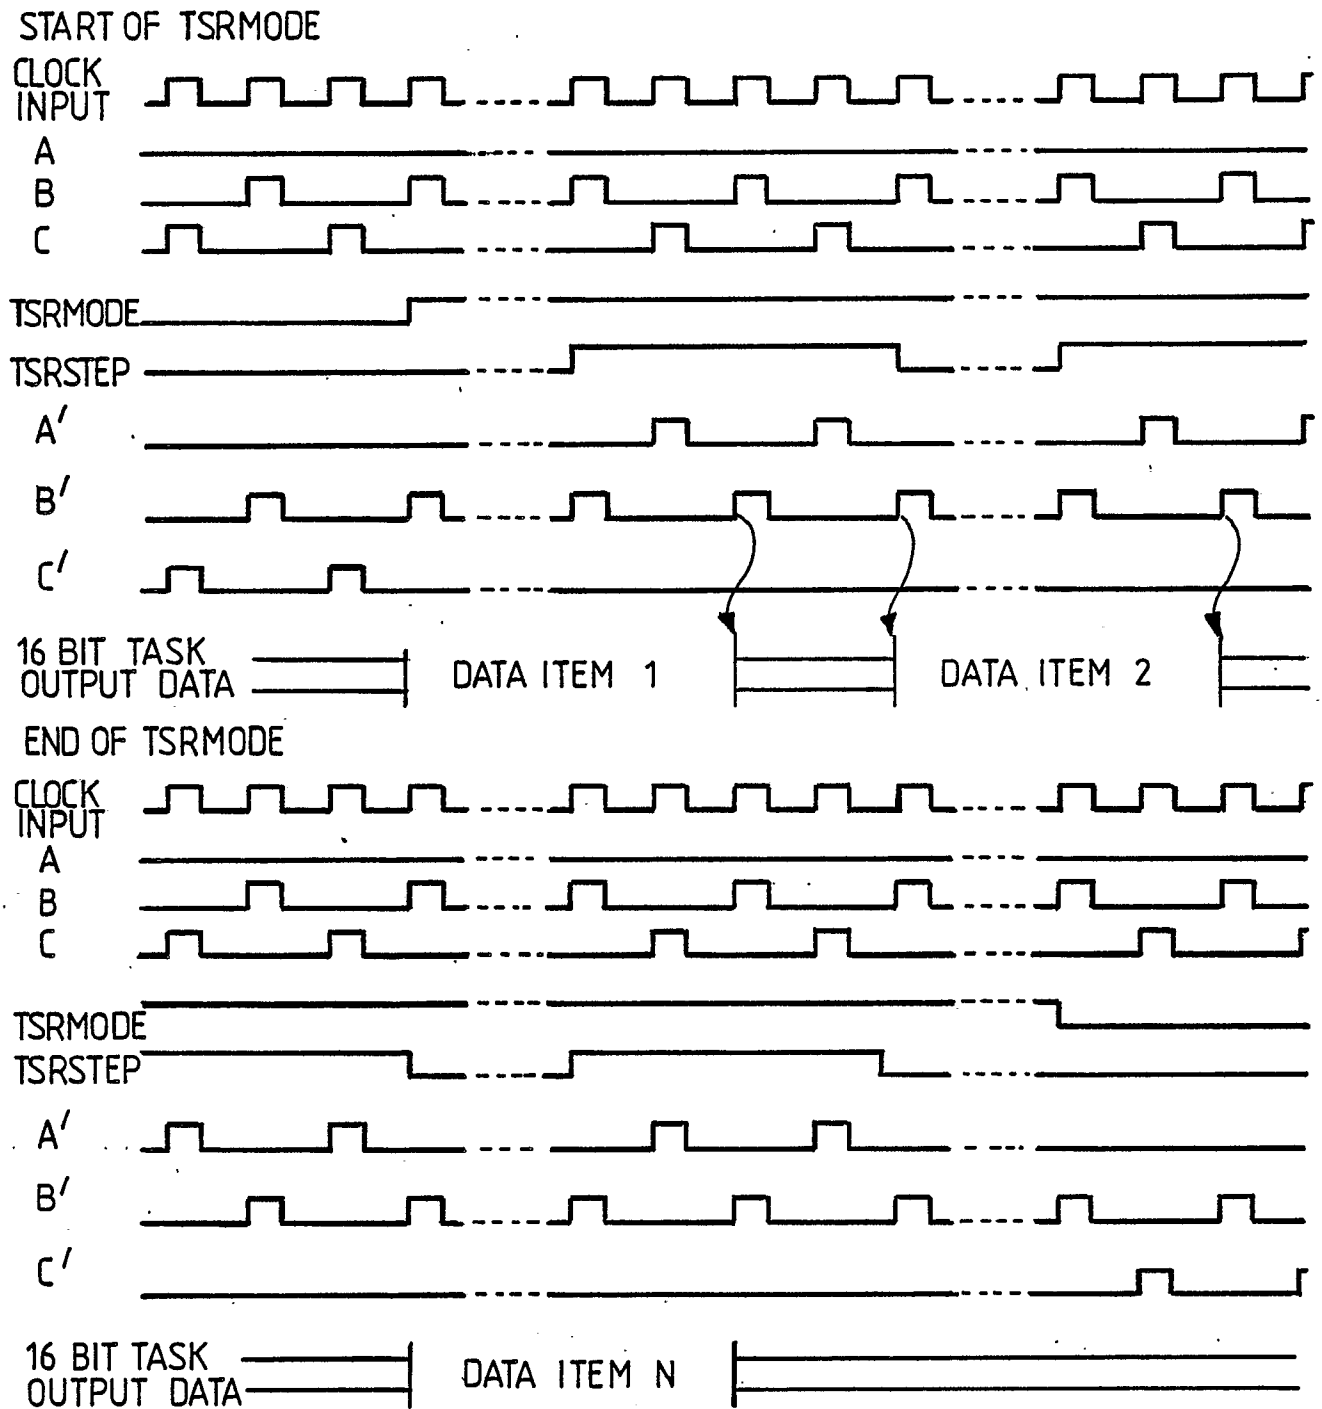 START OF TSRMODE
CLOCK
INPUT
A
B
C
TSRMODE
TSRSTEP
A′
B′
C′
16 BIT TASK
OUTPUT DATA
DATA ITEM 1
DATA ITEM 2
END OF TSRMODE
CLOCK
INPUT
A
B
C
TSRMODE
TSRSTEP
A′
B′
C′
16 BIT TASK
OUTPUT DATA
DATA ITEM N